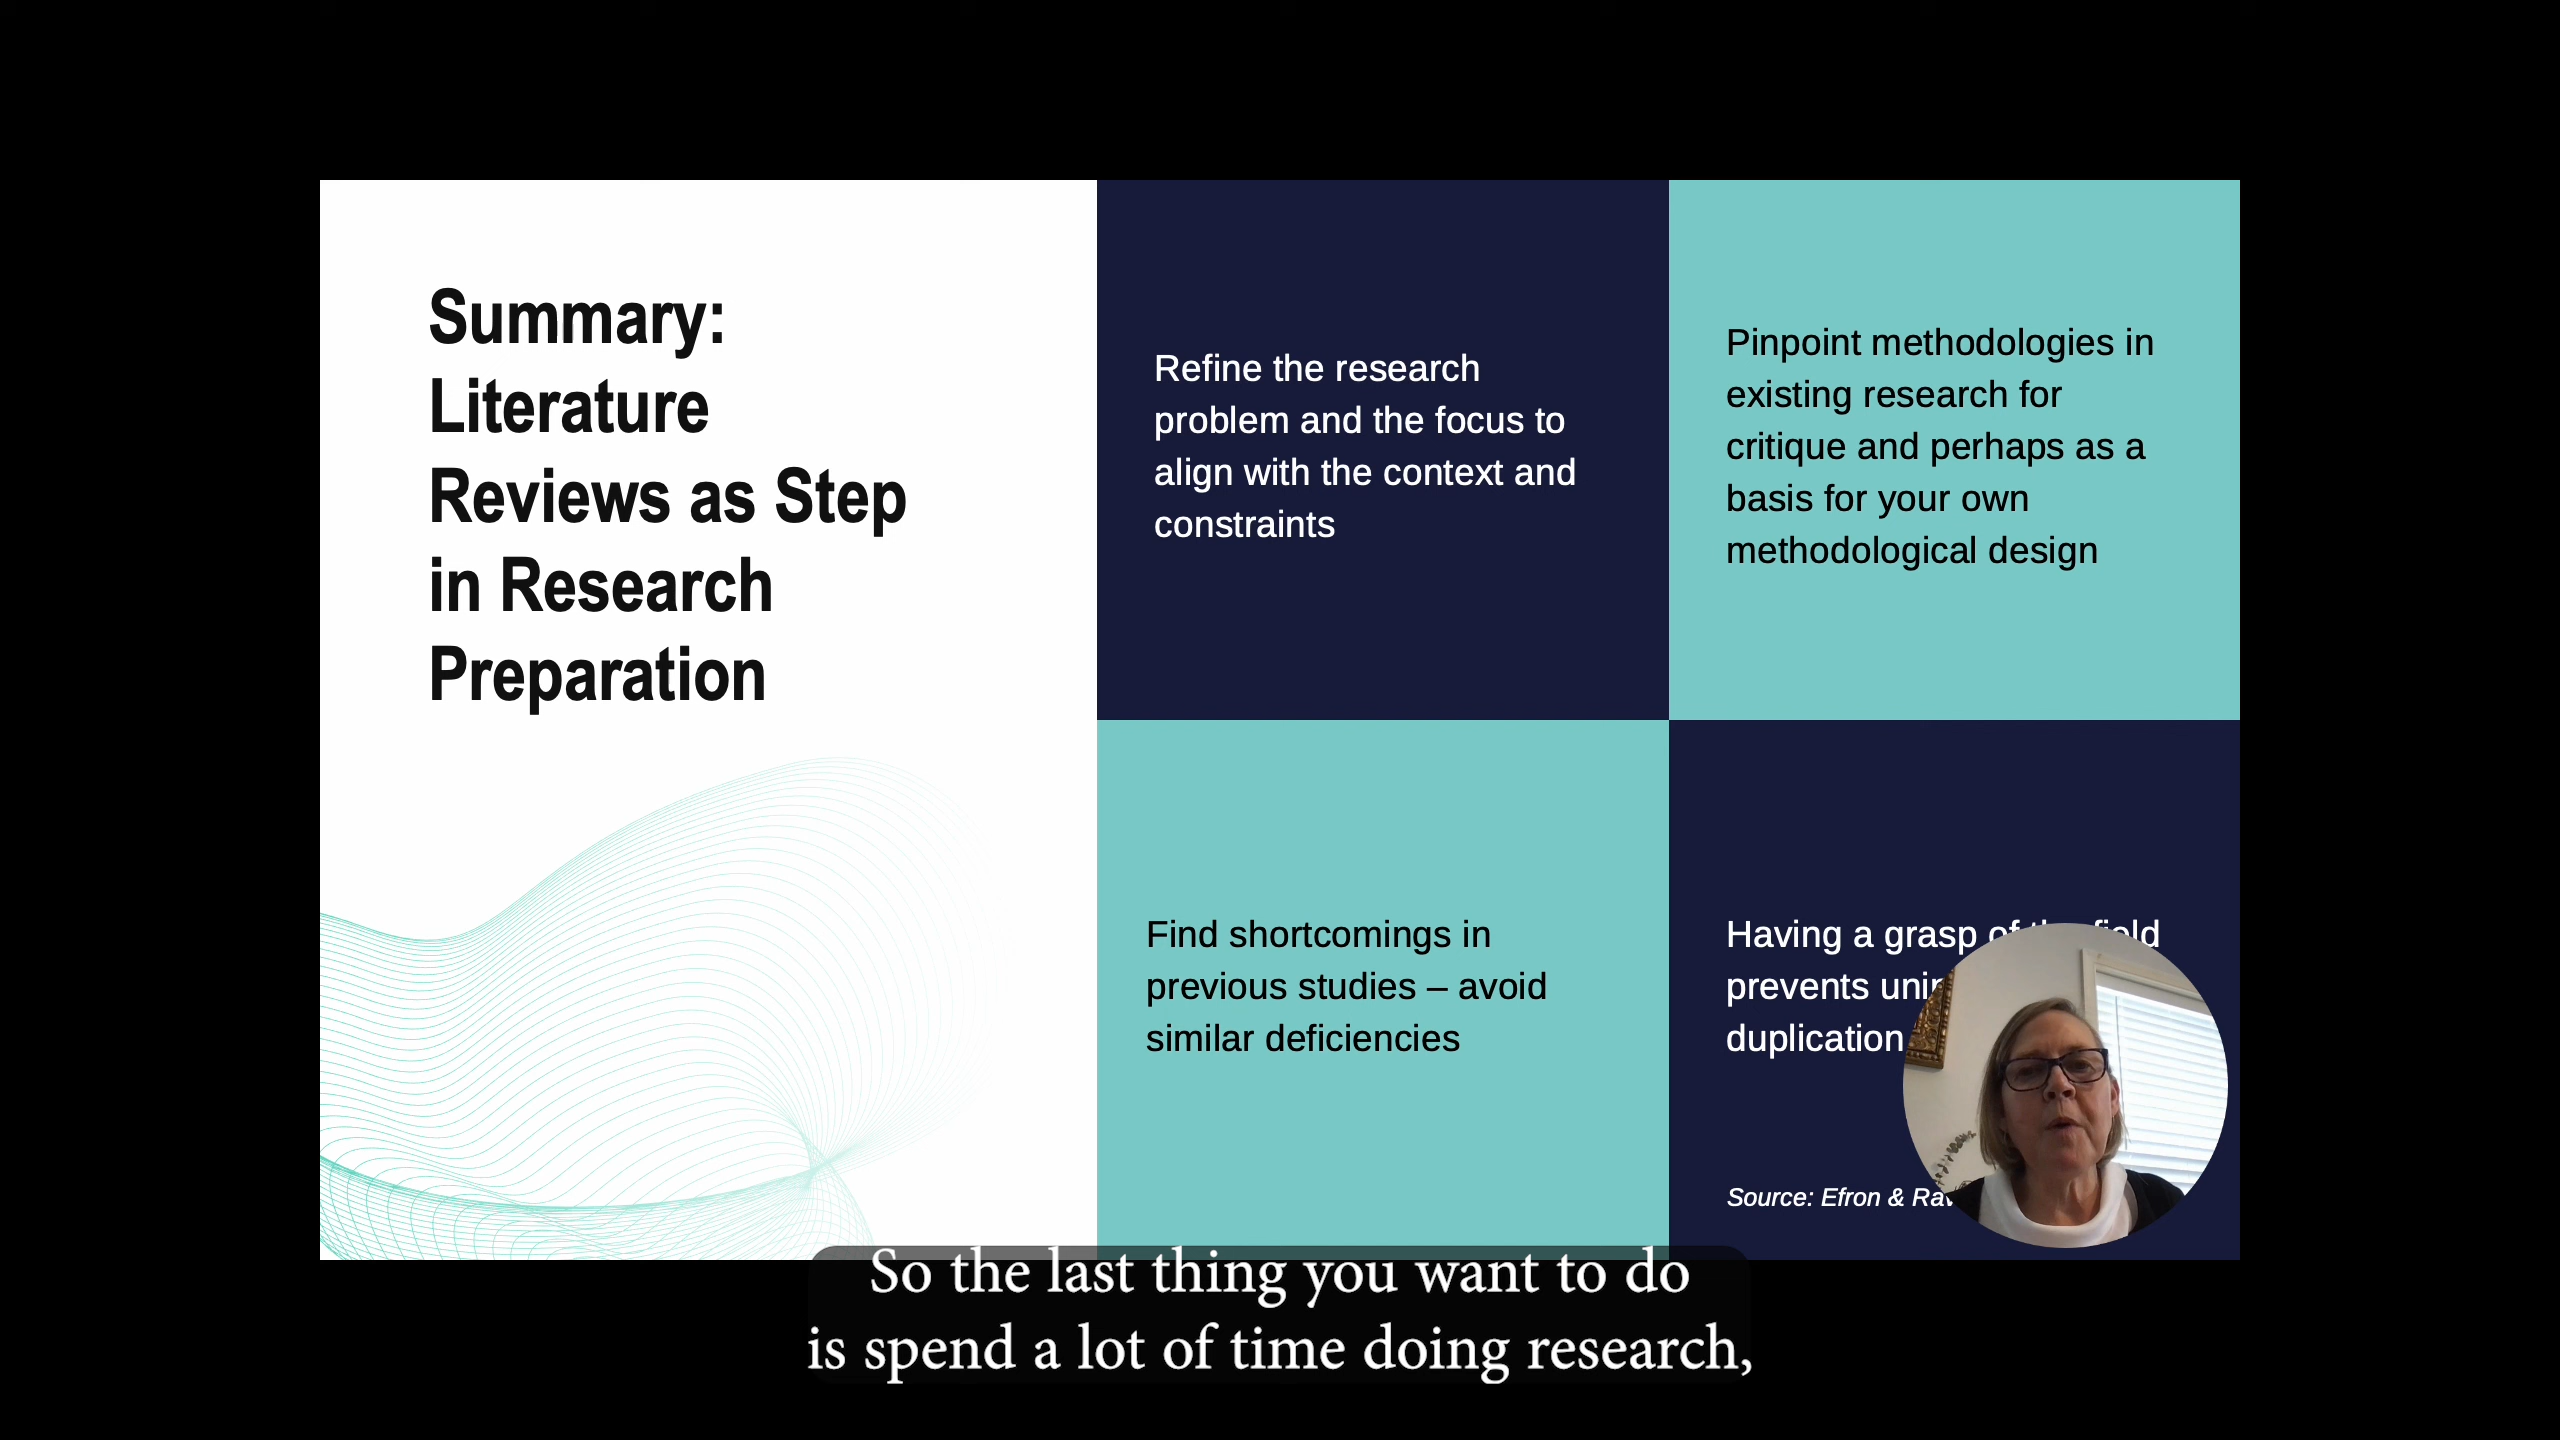 Summary:
Literature
Reviews as Step
in Research
Preparation
Refine the research
problem and the focus to
align with the context and
constraints
Pinpoint methodologies in
existing research for
critique and perhaps as a
basis for your own
methodological design
Find shortcomings in
previous studies – avoid
similar deficiencies
Having a grasp of the field
prevents
duplication
Source: Efron &
So the last thing you want to do
is spend a lot of time doing research,